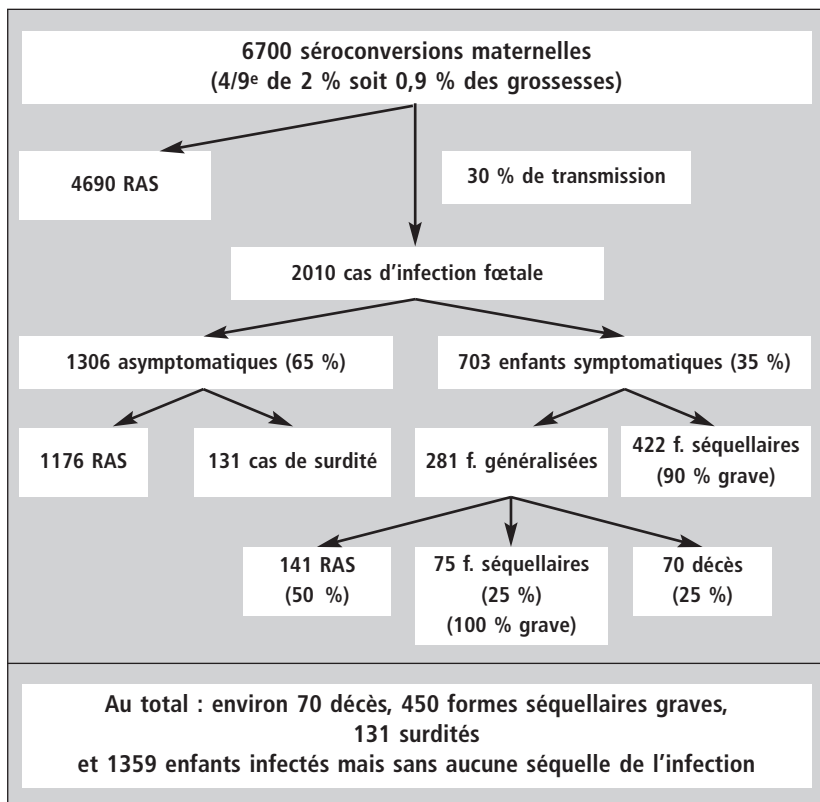 6700 séroconversions maternelles
(4/9e de 2 % soit 0,9 % des grossesses)
4690 RAS
30 % de transmission
2010 cas d'infection fœtale
1306 asymptomatiques (65 %)
703 enfants symptomatiques (35 %)
1176 RAS
131 cas de surdité
281 f. généralisées
422 f. séquellaires
(90 % grave)
141 RAS
(50 %)
75 f. séquellaires
(25 %)
(100 % grave)
70 décès
(25 %)
Au total : environ 70 décès, 450 formes séquellaires graves,
131 surdités
et 1359 enfants infectés mais sans aucune séquelle de l'infection